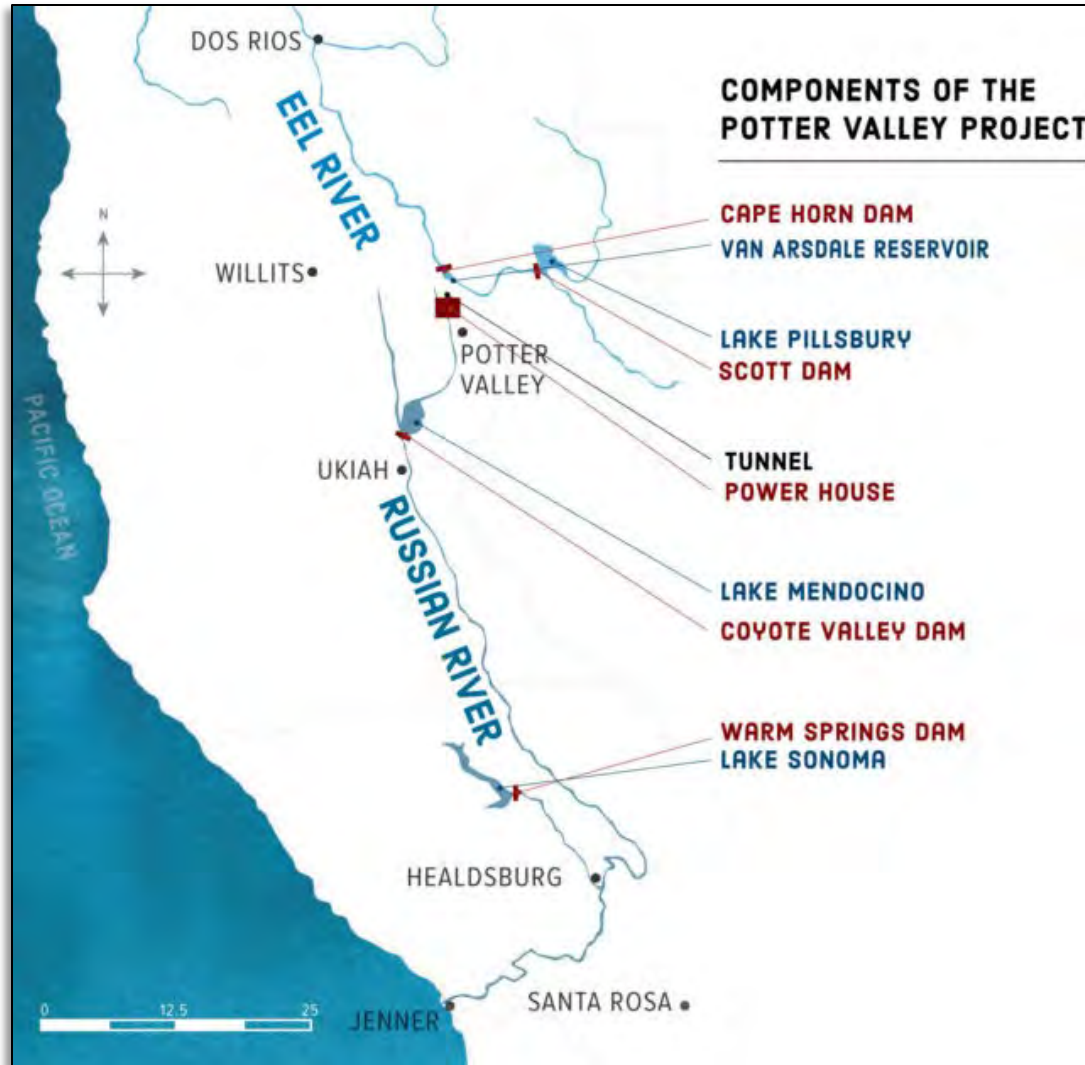 DOS RIOS
EEL RIVER
COMPONENTS OF THE
POTTER VALLEY PROJECT
CAPE HORN DAM
VAN ARSDALE RESERVOIR
N
WILLITS
LAKE PILLSBURY
SCOTT DAM
POTTER
VALLEY
PACIFIC OCEAN
TUNNEL
POWER HOUSE
UKIAH
RUSSIAN RIVER
LAKE MENDOCINO
COYOTE VALLEY DAM
WARM SPRINGS DAM
LAKE SONOMA
HEALDSBURG
0 12.5 25
JENNER
SANTA ROSA